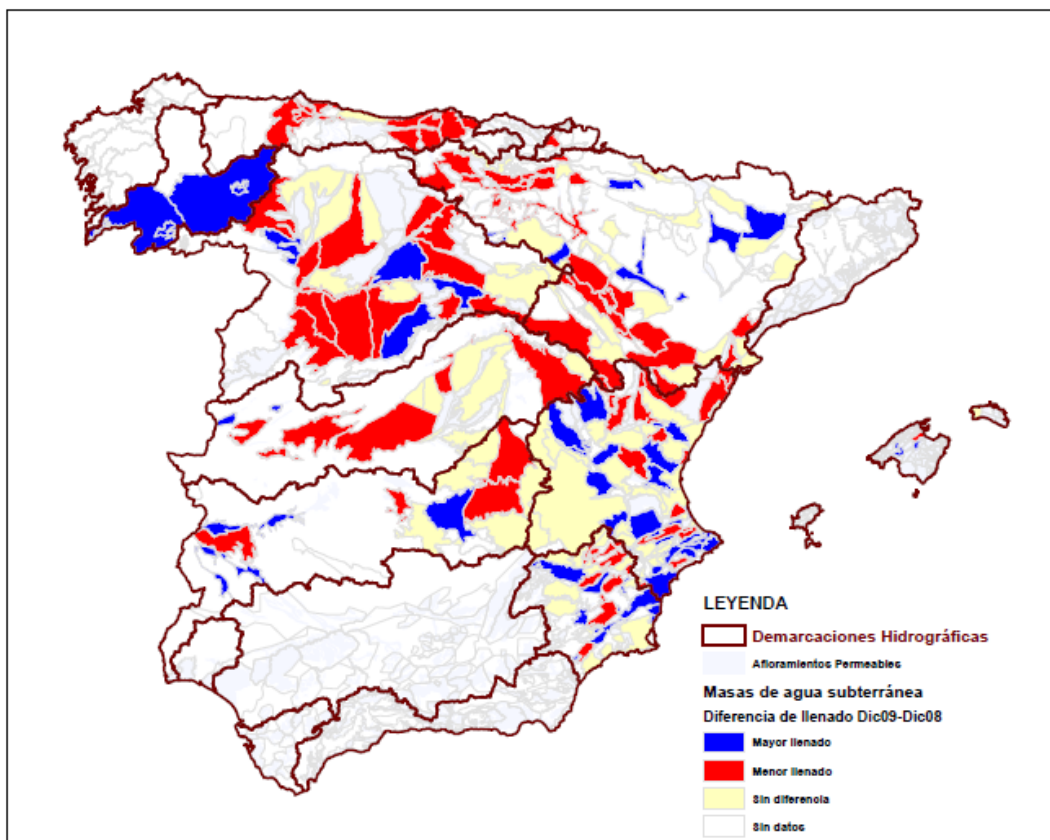 LEYENDA
Demarcaciones Hidrográficas
Afloramientos Permeables
Masas de agua subterránea
Diferencia de llenado Dic09-Dic08
Mayor llenado
Menor llenado
Sin diferencia
Sin datos